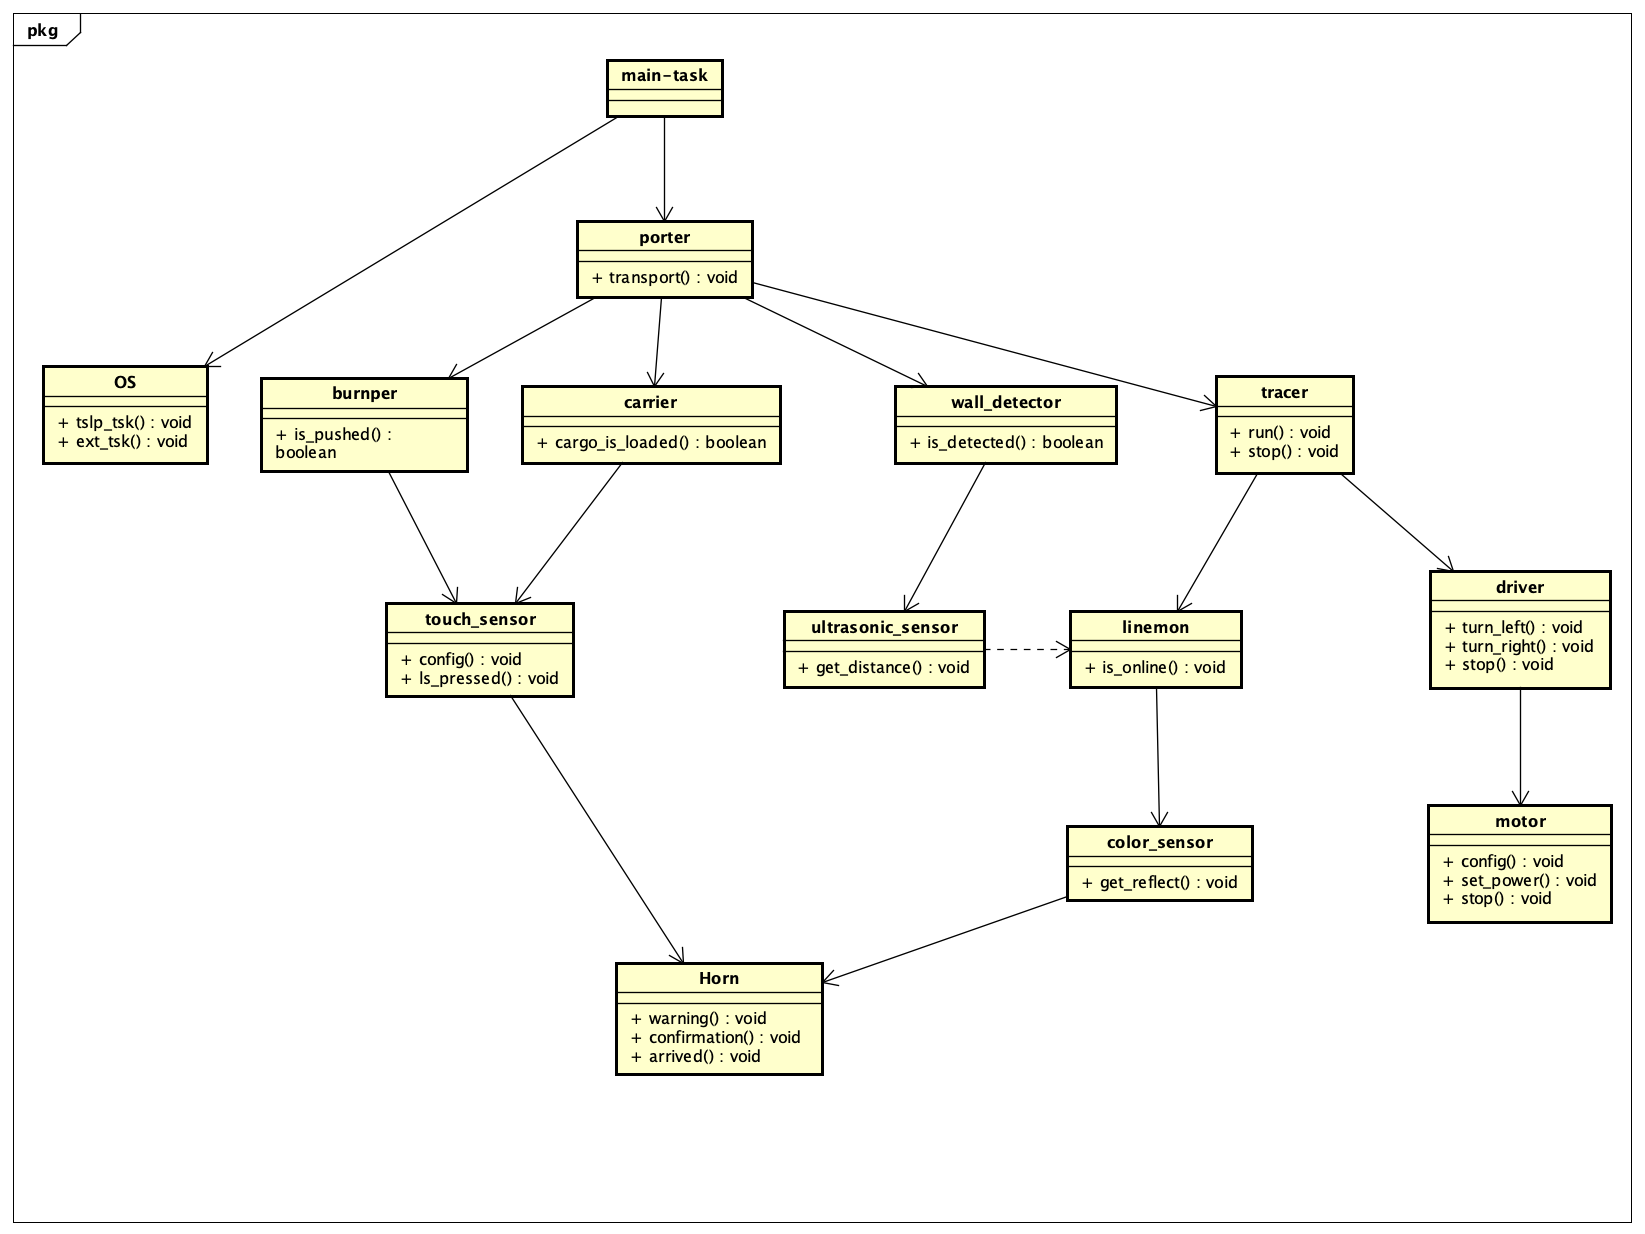 pkg
main-task
porter
+ transport() : void
OS
+ tslp_tsk() : void
+ ext_tsk() : void
burnper
+ is_pushed() :
boolean
carrier
+ cargo_is_loaded() : boolean
wall_detector
+ is_detected() : boolean
tracer
+ run() : void
+ stop() : void
touch_sensor
+ config() : void
+ ls_pressed() : void
ultrasonic_sensor
+ get_distance() : void
linemon
+ is_online() : void
driver
+ turn_left() : void
+ turn_right() : void
+ stop() : void
color_sensor
+ get_reflect() : void
motor
+ config() : void
+ set_power() : void
+ stop() : void
Horn
+ warning() : void
+ confirmation() : void
+ arrived() : void